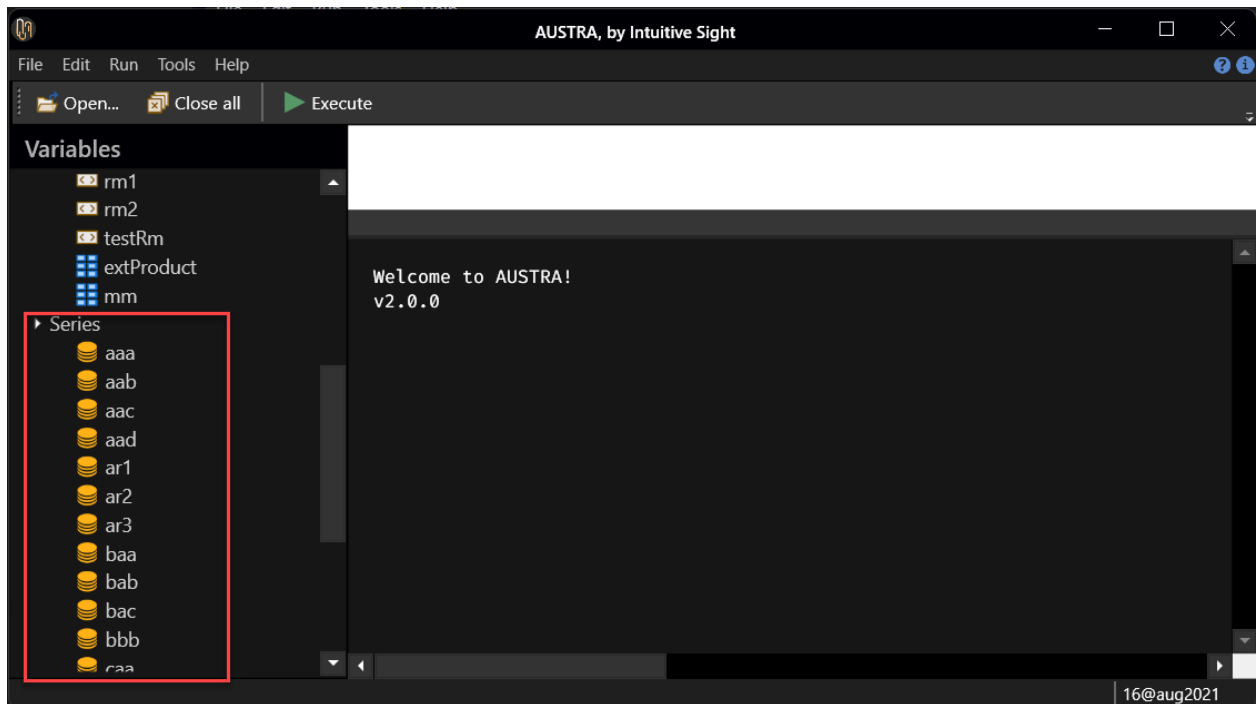 AUSTRA, by Intuitive Sight
File Edit Run Tools Help
Open... Close all Execute
Variables
rm1
rm2
testRm
extProduct
mm
Series
aaa
aab
aac
aad
ar1
ar2
ar3
baa
bab
bac
bbb
caa
Welcome to AUSTRA!
v2.0.0
16@aug2021